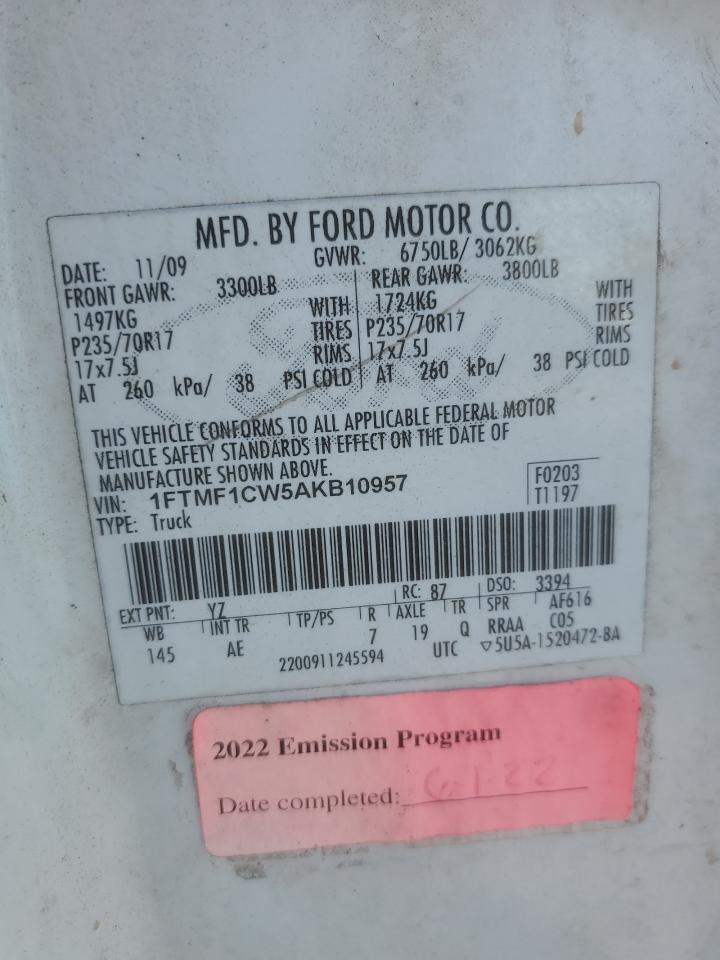 MFD. BY FORD MOTOR CO.
DATE: 11/09 GVWR: 6750LB/ 3062KG
FRONT GAWR: 3300LB REAR GAWR: 3800LB
1497KG WITH 1724KG WITH
P235/70R17 TIRES P235/70R17 TIRES
17x7.5J RIMS 17x7.5J RIMS
AT 260 kPa/ 38 PSI COLD AT 260 kPa/ 38 PSI COLD
THIS VEHICLE CONFORMS TO ALL APPLICABLE FEDERAL MOTOR
VEHICLE SAFETY STANDARDS IN EFFECT ON THE DATE OF
MANUFACTURE SHOWN ABOVE.
VIN: 1FTMF1CW5AKB10957 F0203
TYPE: Truck T1197
EXT PNT: YZ RC: 87 DSO: 3394
WB INT TR TP/PS R AXLE TR SPR AF616
145 AE 7 19 Q RRAA C05
2200911245594 UTC ▽5U5A-1520472-BA
2022 Emission Program
Date completed: 6-1-22